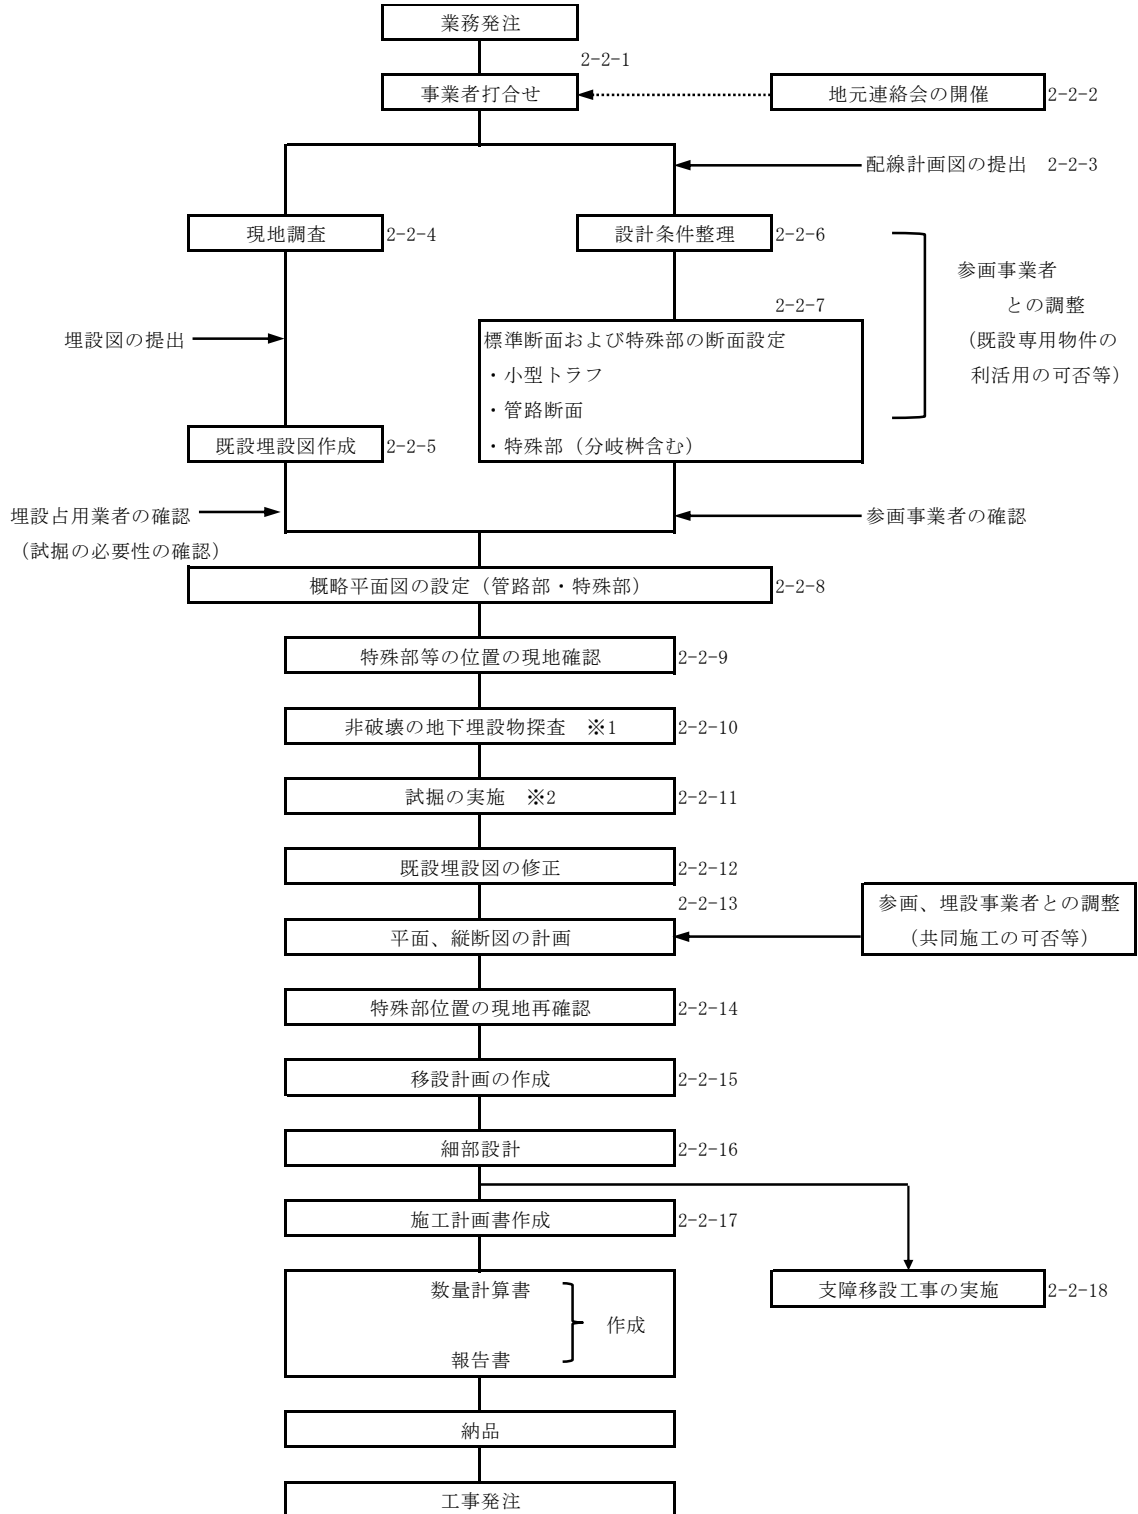 業務発注
2-2-1
事業者打合せ
地元連絡会の開催 2-2-2
配線計画図の提出 2-2-3
現地調査 2-2-4
設計条件整理 2-2-6
参画事業者
との調整
（既設専用物件の
利活用の可否等）
2-2-7
埋設図の提出
標準断面および特殊部の断面設定
・小型トラフ
・管路断面
・特殊部（分岐桝含む）
既設埋設図作成 2-2-5
埋設占用業者の確認
（試掘の必要性の確認）
参画事業者の確認
概略平面図の設定（管路部・特殊部） 2-2-8
特殊部等の位置の現地確認 2-2-9
非破壊の地下埋設物探査 ※1 2-2-10
試掘の実施 ※2 2-2-11
既設埋設図の修正 2-2-12
2-2-13
平面、縦断図の計画
参画、埋設事業者との調整
（共同施工の可否等）
特殊部位置の現地再確認 2-2-14
移設計画の作成 2-2-15
細部設計 2-2-16
施工計画書作成 2-2-17
支障移設工事の実施 2-2-18
数量計算書
作成
報告書
納品
工事発注